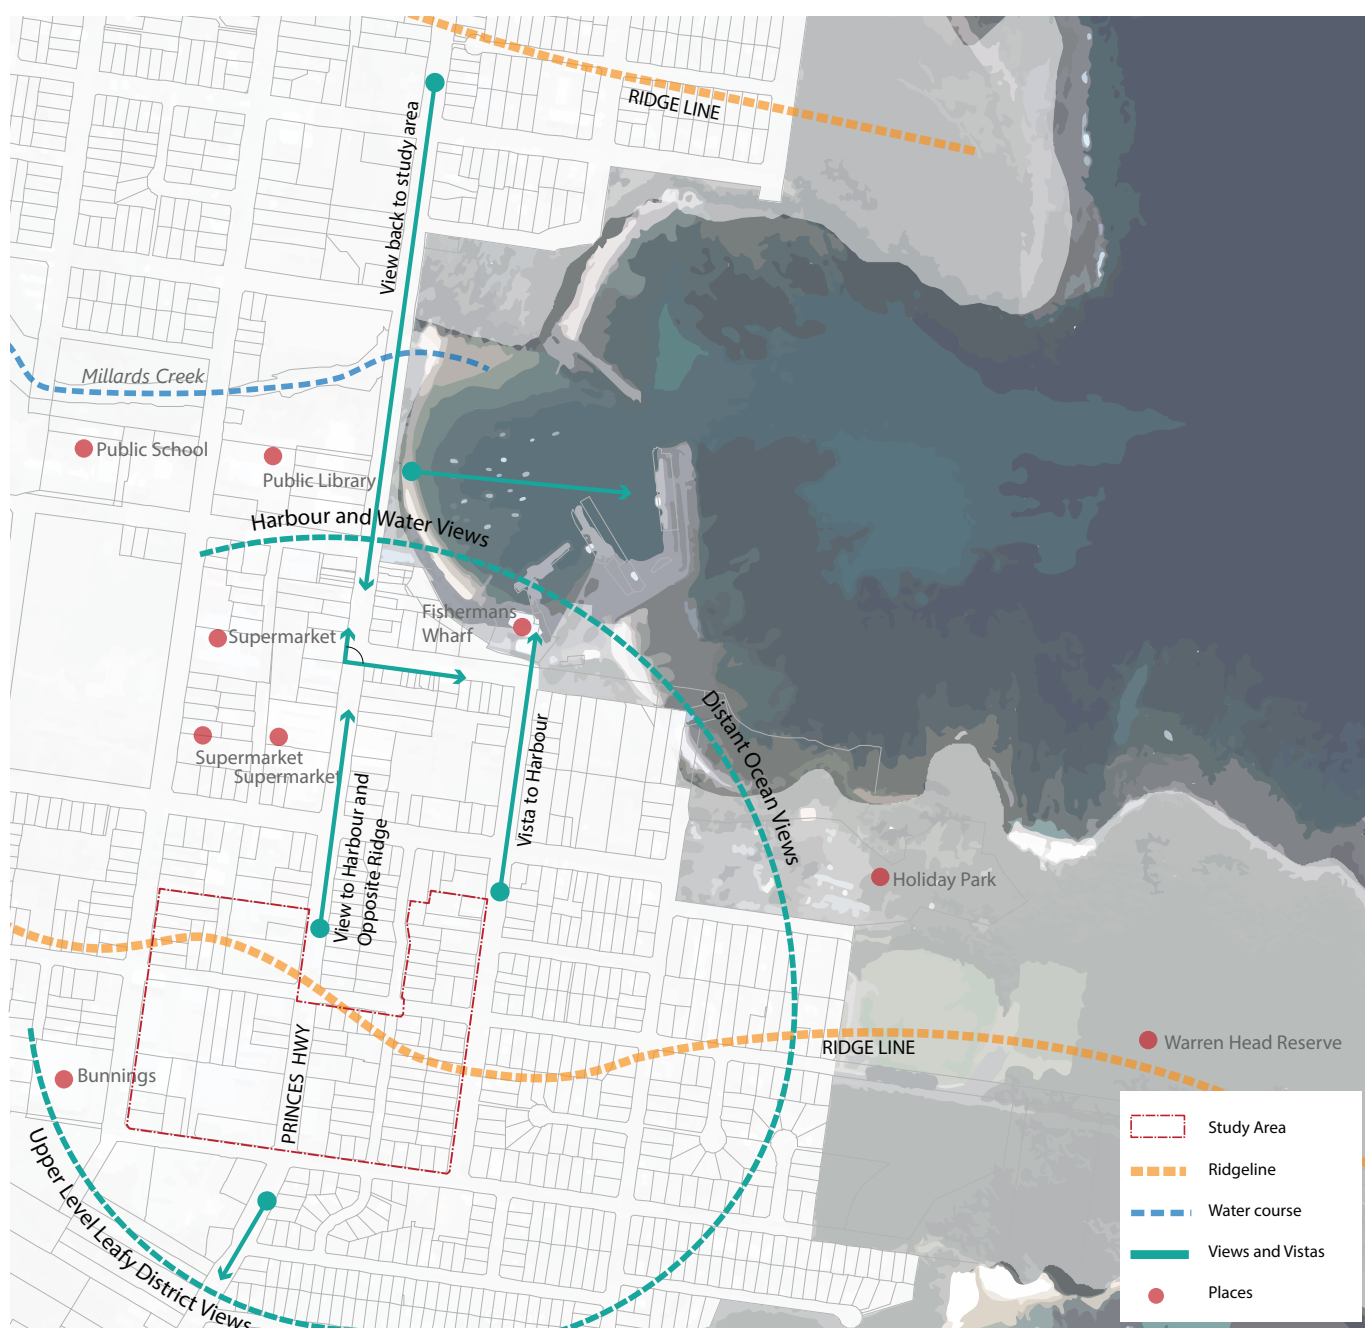 RIDGE LINE
View back to study area
Millards Creek
Public School
Public Library
Harbour and Water Views
Fishermans
Wharf
Supermarket
Supermarket
Supermarket
Distant Ocean Views
Vista to Harbour
View to Harbour and
Opposite Ridge
Holiday Park
PRINCES HWY
RIDGE LINE
Warren Head Reserve
Bunnings
Upper Level Leafy District Views
Study Area
Ridgeline
Water course
Views and Vistas
Places